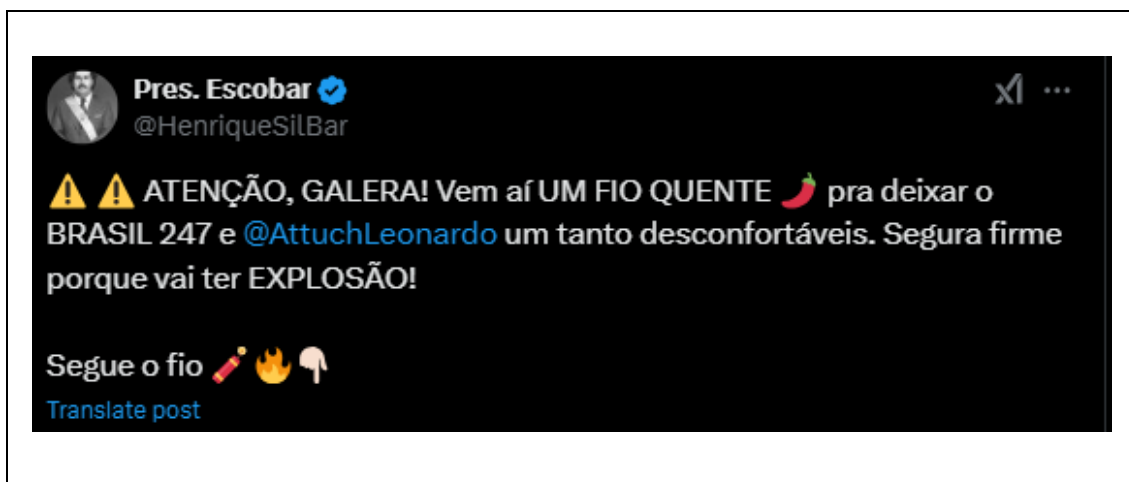 Pres. Escobar
@HenriqueSilBar
⚠️ ⚠️ ATENÇÃO, GALERA! Vem aí UM FIO QUENTE 🌶️ pra deixar o
BRASIL 247 e @AttuchLeonardo um tanto desconfortáveis. Segura firme
porque vai ter EXPLOSÃO!
Segue o fio 🧨 🔥 👇🏻
Translate post